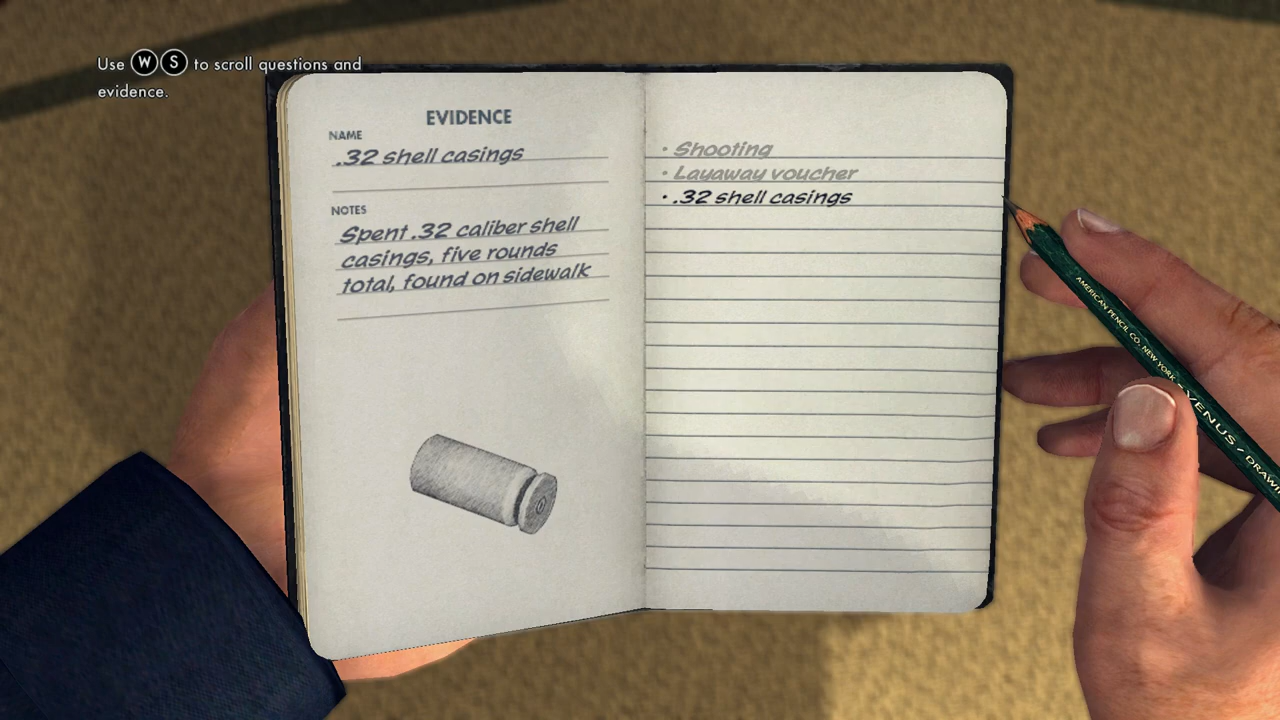 Use W S to scroll questions and
evidence.
EVIDENCE
NAME
.32 shell casings
NOTES
Spent .32 caliber shell
casings, five rounds
total, found on sidewalk
• Shooting
• Layaway voucher
• .32 shell casings
AMERICAN PENCIL CO. NEW YORK VENUS / DRAWI